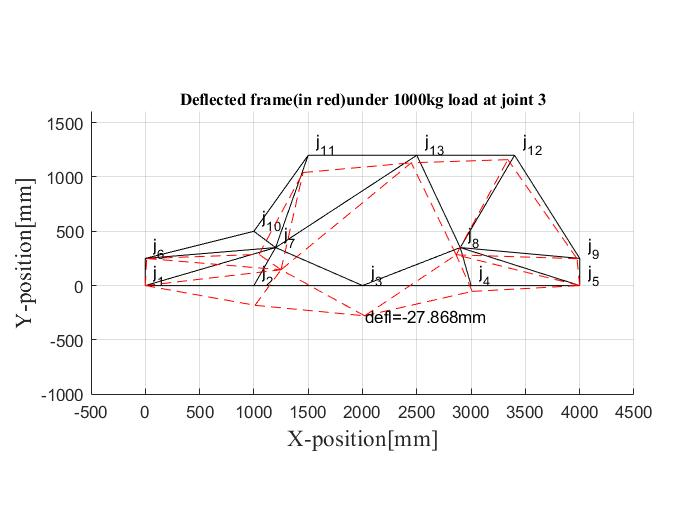 Deflected frame(in red)under 1000kg load at joint 3
1500
1000
500
0
-500
-1000
Y-position[mm]
j11
j13
j12
j10
j6
j7
j8
j9
j1
j2
j3
j4
j5
defl=-27.868mm
-500 0 500 1000 1500 2000 2500 3000 3500 4000 4500
X-position[mm]